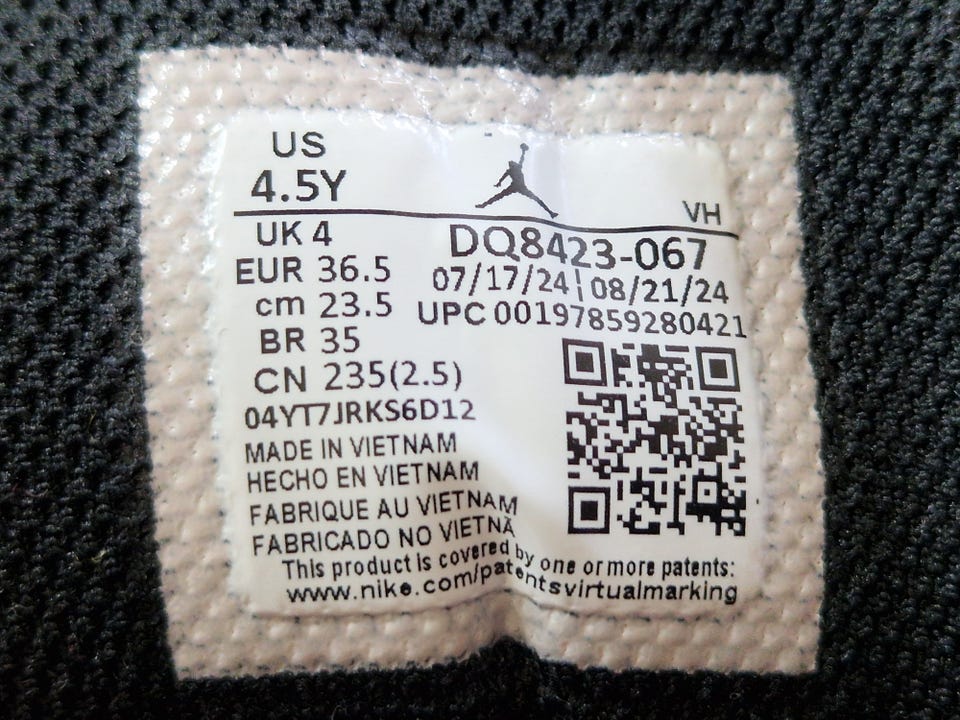 US
4.5Y
VH
UK 4
EUR 36.5
cm 23.5
BR 35
CN 235(2.5)
DQ8423-067
07/17/24 | 08/21/24
UPC 00197859280421
04YT7JRKS6D12
MADE IN VIETNAM
HECHO EN VIETNAM
FABRIQUE AU VIETNAM
FABRICADO NO VIETNÃ
This product is covered by one or more patents:
www.nike.com/patentsvirtualmarking